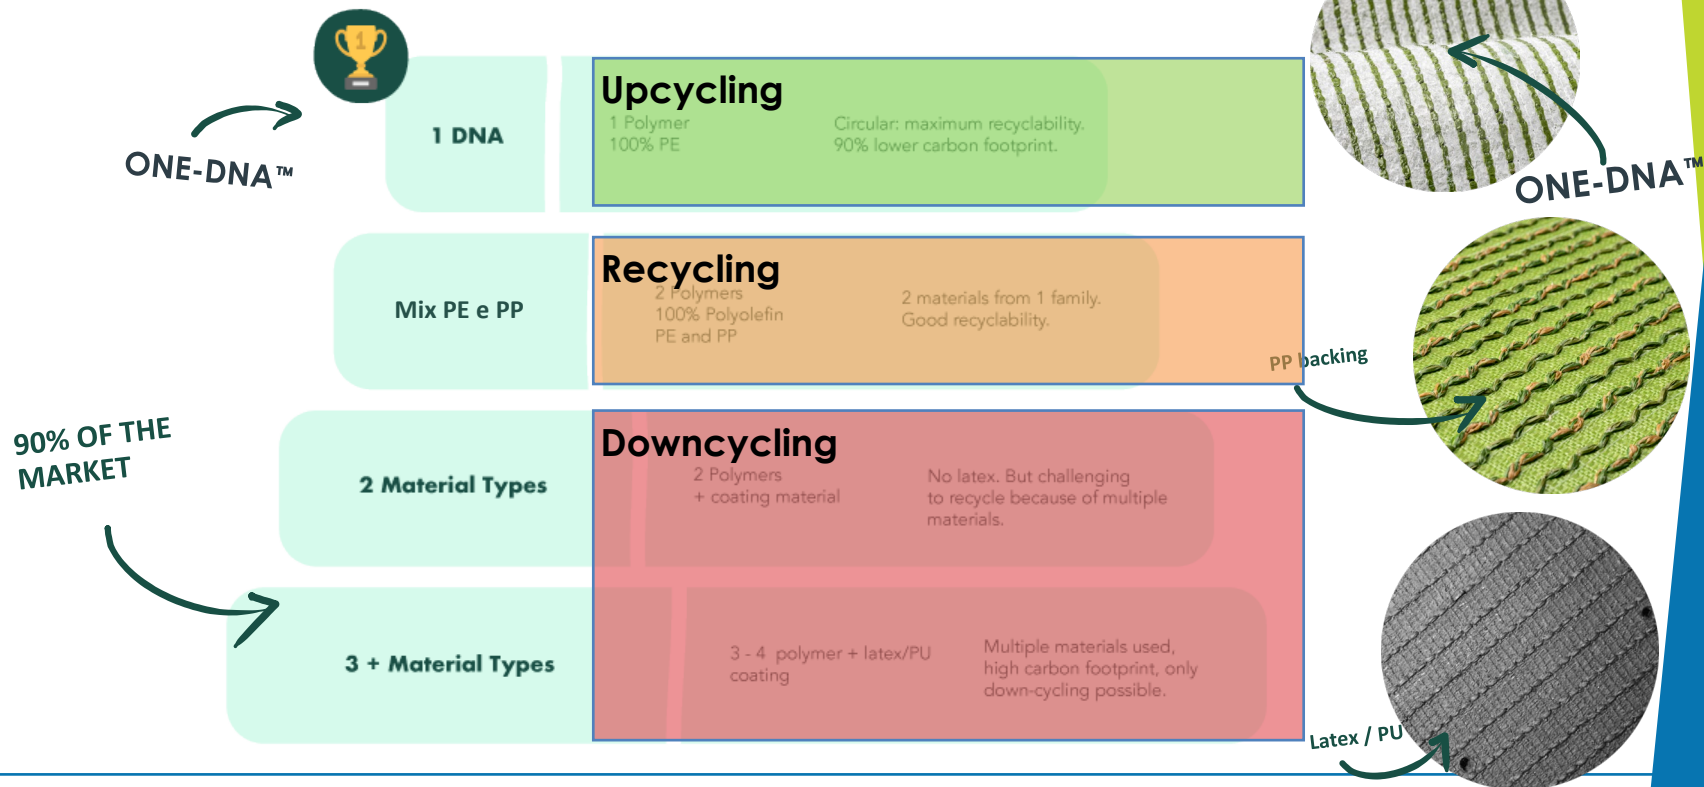 1
ONE-DNA™
1 DNA
Upcycling
1 Polymer
100% PE
Circular: maximum recyclability.
90% lower carbon footprint.
ONE-DNA™
Mix PE e PP
Recycling
2 Polymers
100% Polyolefin
PE and PP
2 materials from 1 family.
Good recyclability.
PP backing
90% OF THE
MARKET
2 Material Types
Downcycling
2 Polymers
+ coating material
No latex. But challenging
to recycle because of multiple
materials.
3 + Material Types
3 - 4 polymer + latex/PU
coating
Multiple materials used,
high carbon footprint, only
down-cycling possible.
Latex / PU